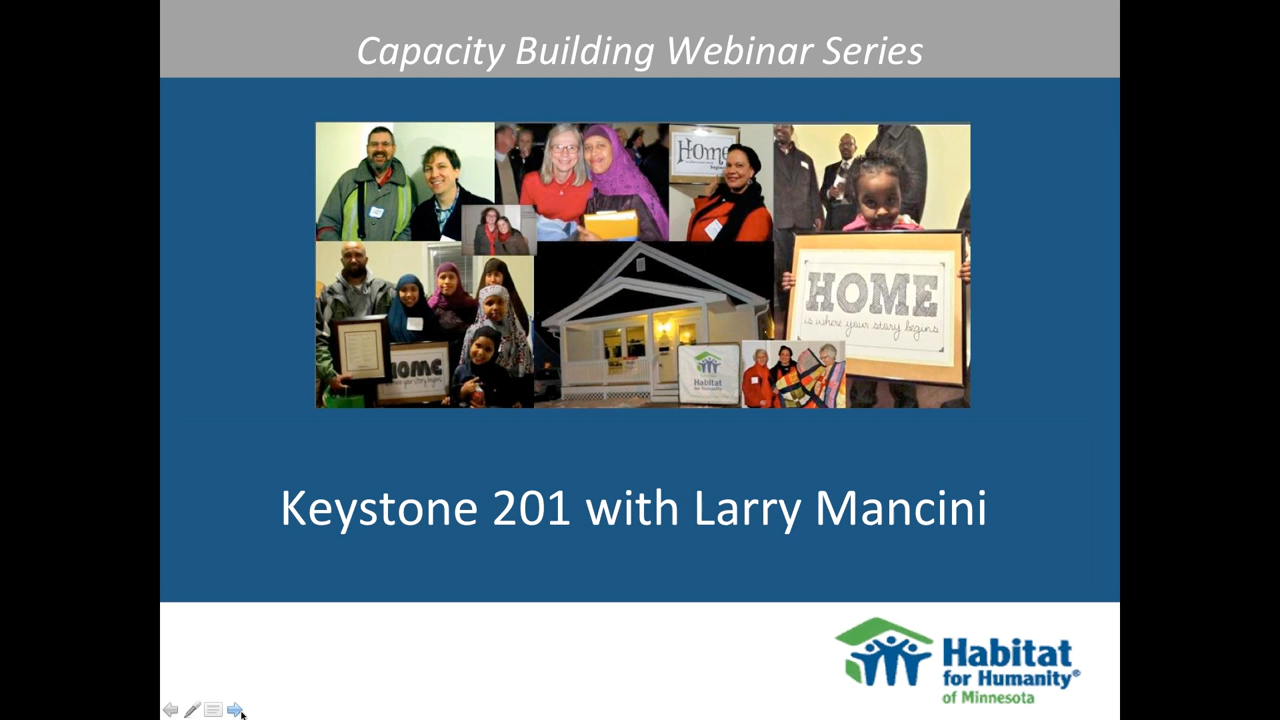 Capacity Building Webinar Series
Home
HOME
is where your story begins
HOME
Habitat
for Humanity
Keystone 201 with Larry Mancini
Habitat
for Humanity®
of Minnesota